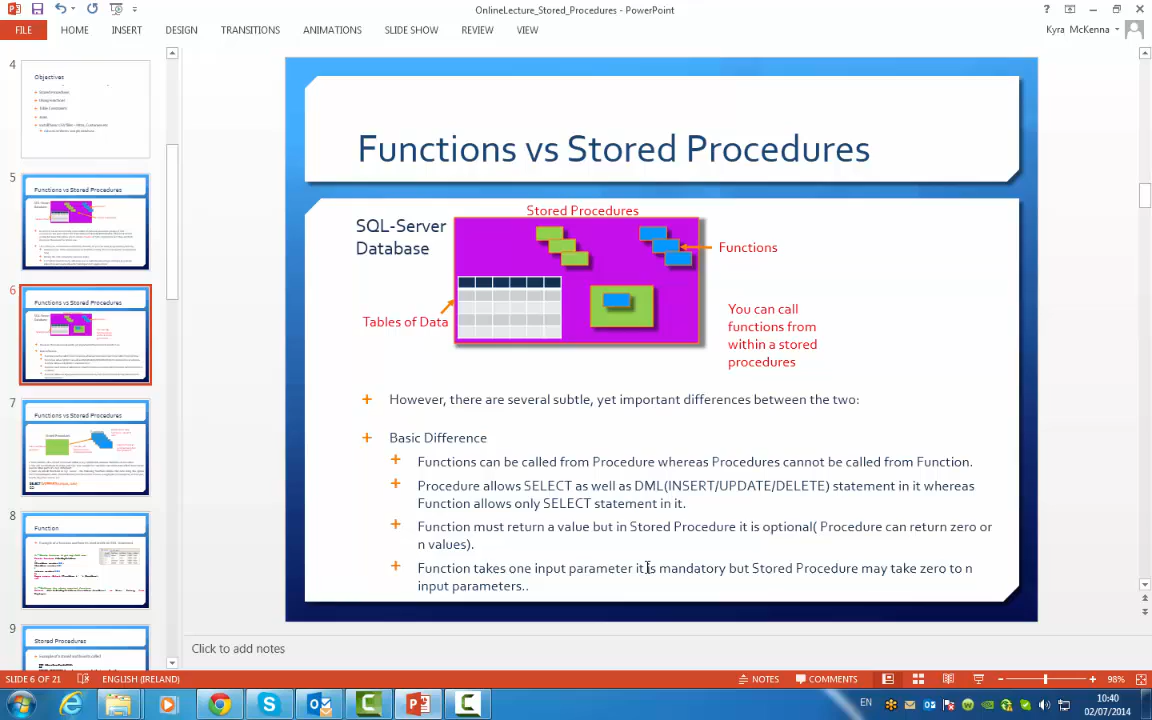 OnlineLecture_Stored_Procedures - PowerPoint
FILE HOME INSERT DESIGN TRANSITIONS ANIMATIONS SLIDE SHOW REVIEW VIEW
Kyra McKenna
4
Objectives
5
Functions vs Stored Procedures
6
Functions vs Stored Procedures
7
Functions vs Stored Procedures
8
Function
9
Stored Procedures
Functions vs Stored Procedures
Stored Procedures
SQL-Server
Database
Functions
Tables of Data
You can call
functions from
within a stored
procedures
However, there are several subtle, yet important differences between the two:
Basic Difference
Functions can be called from Procedure whereas Procedures cannot be called from Function.
Procedure allows SELECT as well as DML(INSERT/UPDATE/DELETE) statement in it whereas
Function allows only SELECT statement in it.
Function must return a value but in Stored Procedure it is optional( Procedure can return zero or
n values).
Function takes one input parameter it is mandatory but Stored Procedure may take zero to n
input parameters..
Click to add notes
SLIDE 6 OF 21 ENGLISH (IRELAND) NOTES COMMENTS 98%
EN 10:40
02/07/2014